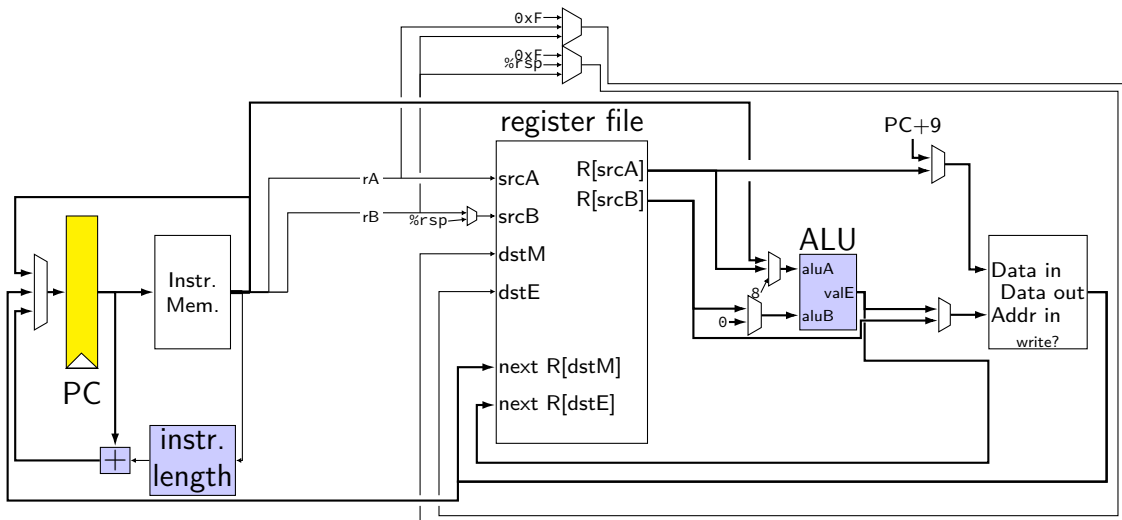 0xF
0xF
%rsp
register file
PC+9
rA
srcA
R[srcA]
R[srcB]
rB
%rsp
srcB
dstM
ALU
Instr.
Mem.
aluA
Data in
8
valE
Data out
dstE
0
aluB
Addr in
write?
PC
next R[dstM]
next R[dstE]
+
instr.
length